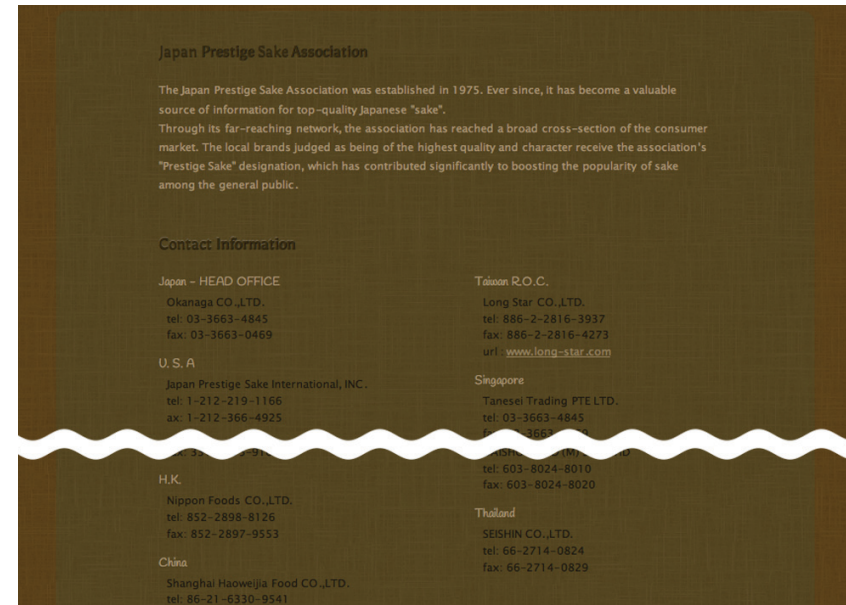 Japan Prestige Sake Association
The Japan Prestige Sake Association was established in 1975. Ever since, it has become a valuable
source of information for top-quality Japanese "sake".
Through its far-reaching network, the association has reached a broad cross-section of the consumer
market. The local brands judged as being of the highest quality and character receive the association's
"Prestige Sake" designation, which has contributed significantly to boosting the popularity of sake
among the general public.
Contact Information
Japan - HEAD OFFICE
Okanaga CO.,LTD.
tel: 03-3663-4845
fax: 03-3663-0469
U. S. A
Japan Prestige Sake International, INC.
tel: 1-212-219-1166
ax: 1-212-366-4925
H.K.
Nippon Foods CO.,LTD.
tel: 852-2898-8126
fax: 852-2897-9553
China
Shanghai Haoweijia Food CO.,LTD.
tel: 86-21-6330-9541
Taiwan R.O.C.
Long Star CO.,LTD.
tel: 886-2-2816-3937
fax: 886-2-2816-4273
url : www.long-star.com
Singapore
Tanesei Trading PTE LTD.
tel: 03-3663-4845
tel: 603-8024-8010
fax: 603-8024-8020
Thailand
SEISHIN CO.,LTD.
tel: 66-2714-0824
fax: 66-2714-0829